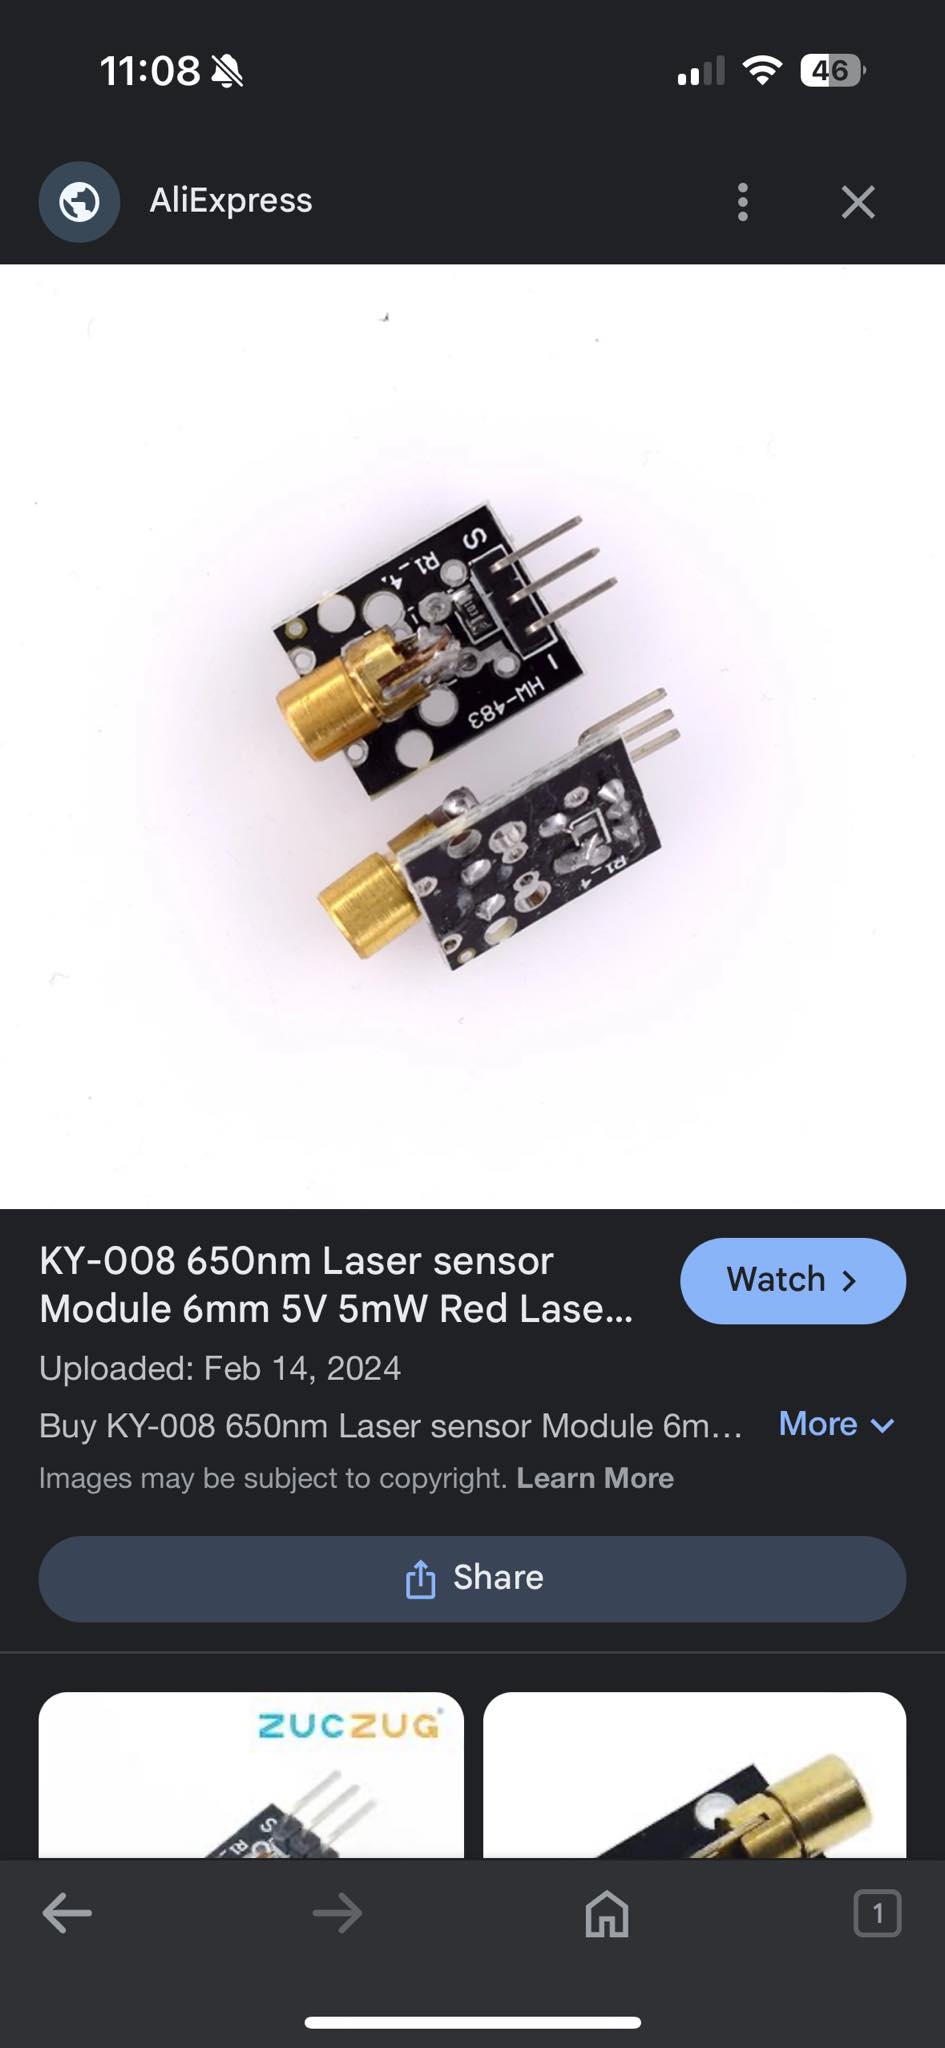 11:08
46
AliExpress
S
R1_4
HW-483
R1_4
KY-008 650nm Laser sensor
Module 6mm 5V 5mW Red Lase...
Watch
Uploaded: Feb 14, 2024
Buy KY-008 650nm Laser sensor Module 6m...
More
Images may be subject to copyright. Learn More
Share
ZUCZUG
S
1